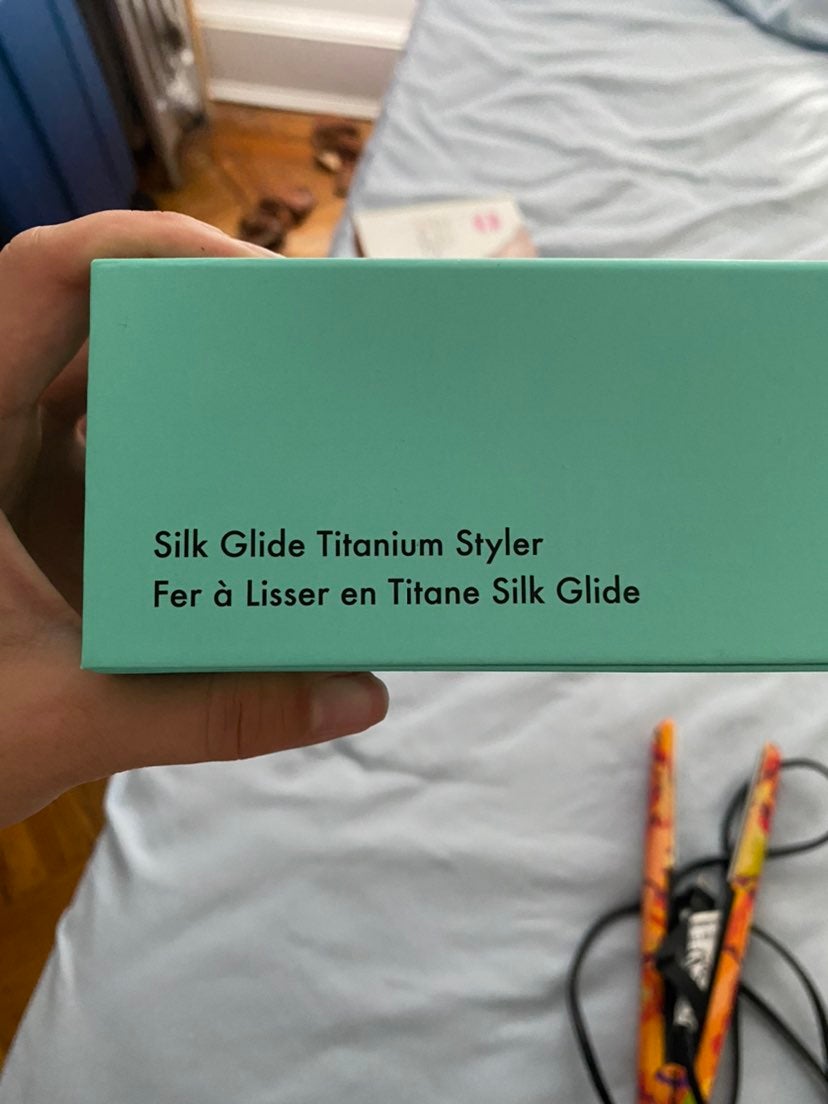 Silk Glide Titanium Styler
Fer à Lisser en Titane Silk Glide